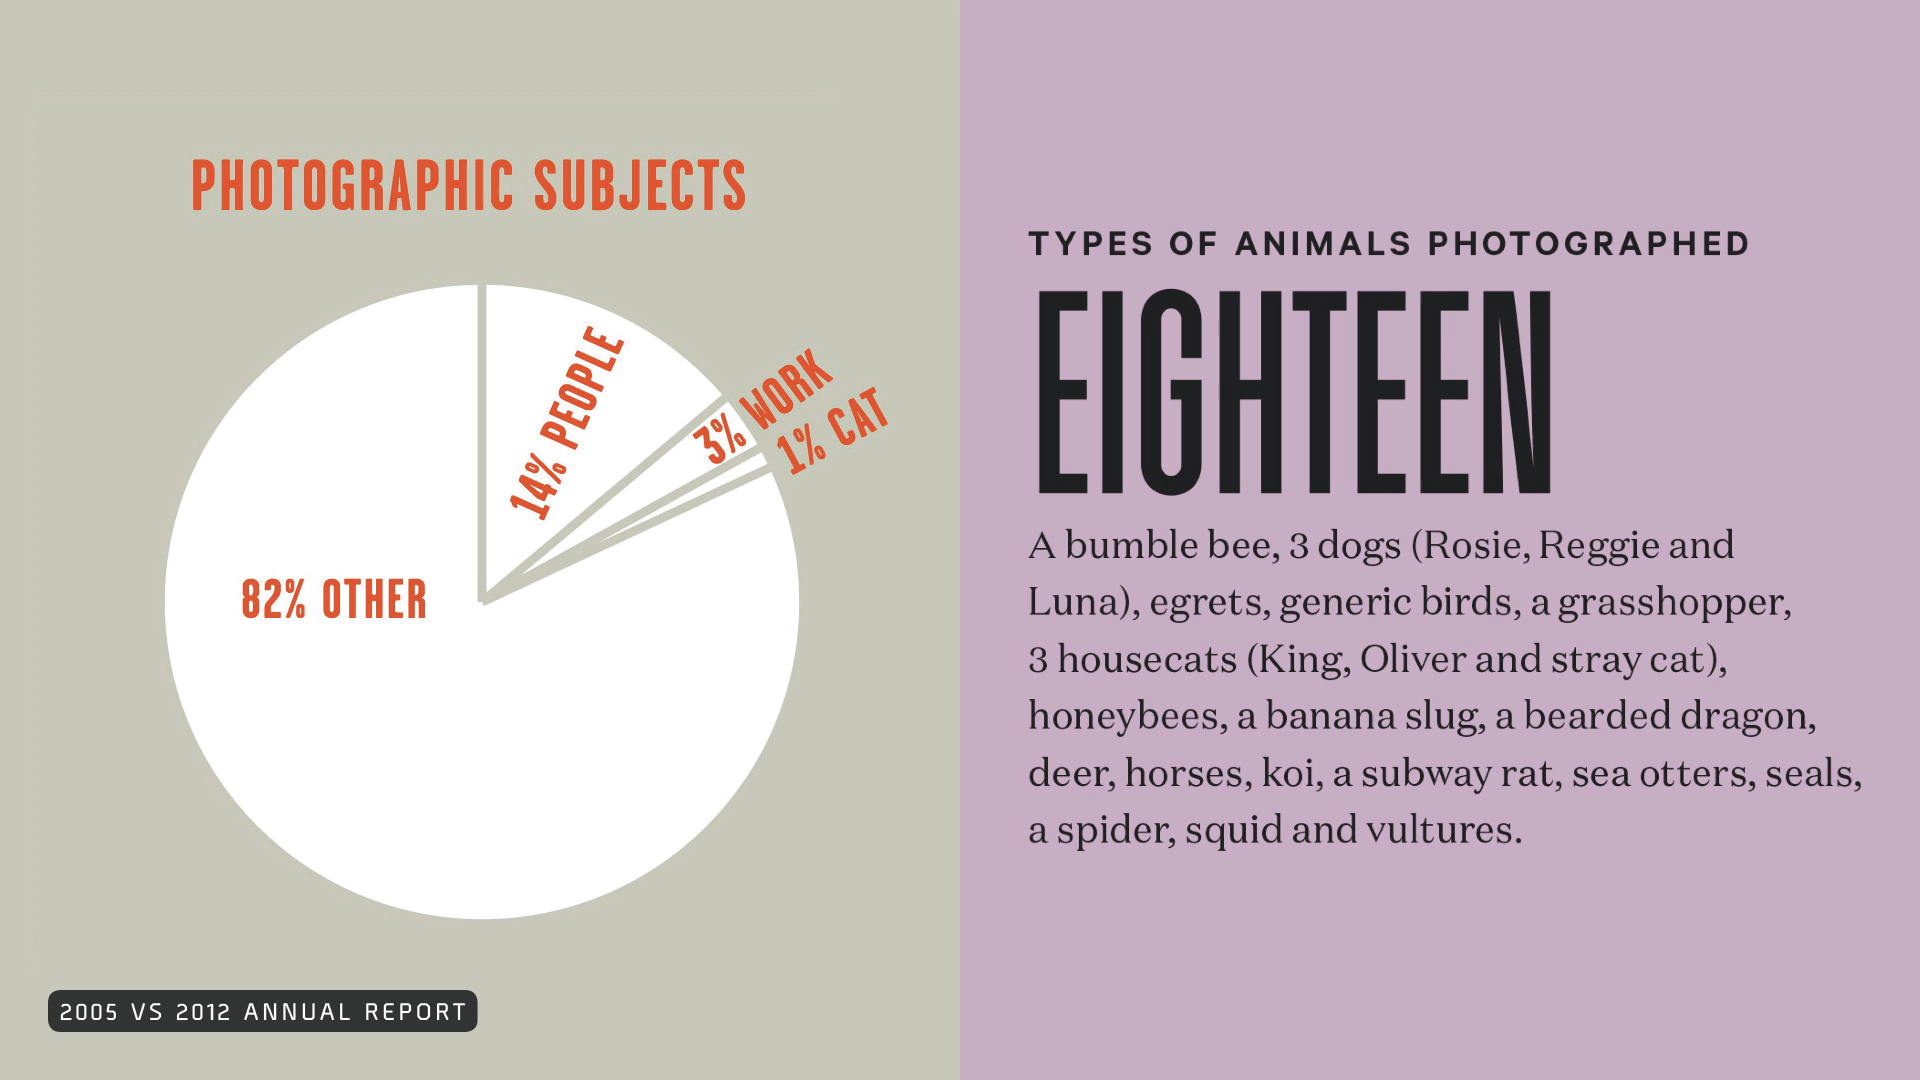 PHOTOGRAPHIC SUBJECTS
14% PEOPLE
3% WORK
1% CAT
82% OTHER
2005 VS 2012 ANNUAL REPORT
TYPES OF ANIMALS PHOTOGRAPHED
EIGHTEEN
A bumble bee, 3 dogs (Rosie, Reggie and
Luna), egrets, generic birds, a grasshopper,
3 housecats (King, Oliver and stray cat),
honeybees, a banana slug, a bearded dragon,
deer, horses, koi, a subway rat, sea otters, seals,
a spider, squid and vultures.